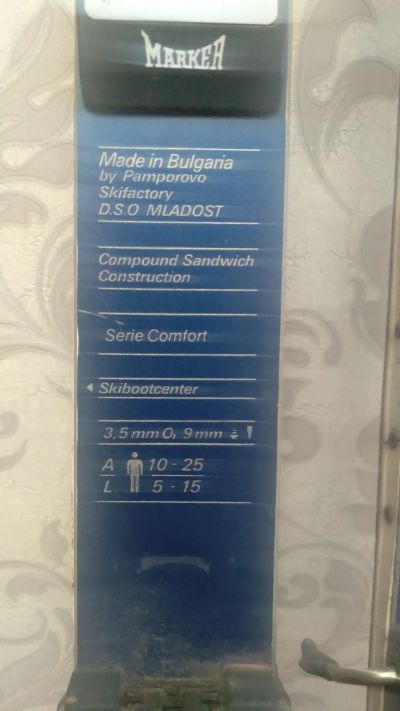 MARKER
Made in Bulgaria
by Pamporovo
Skifactory
D.S.O MLADOST
Compound Sandwich
Construction
Serie Comfort
Skibootcenter
3,5 mm O, 9 mm
A 10 - 25
L 5 - 15